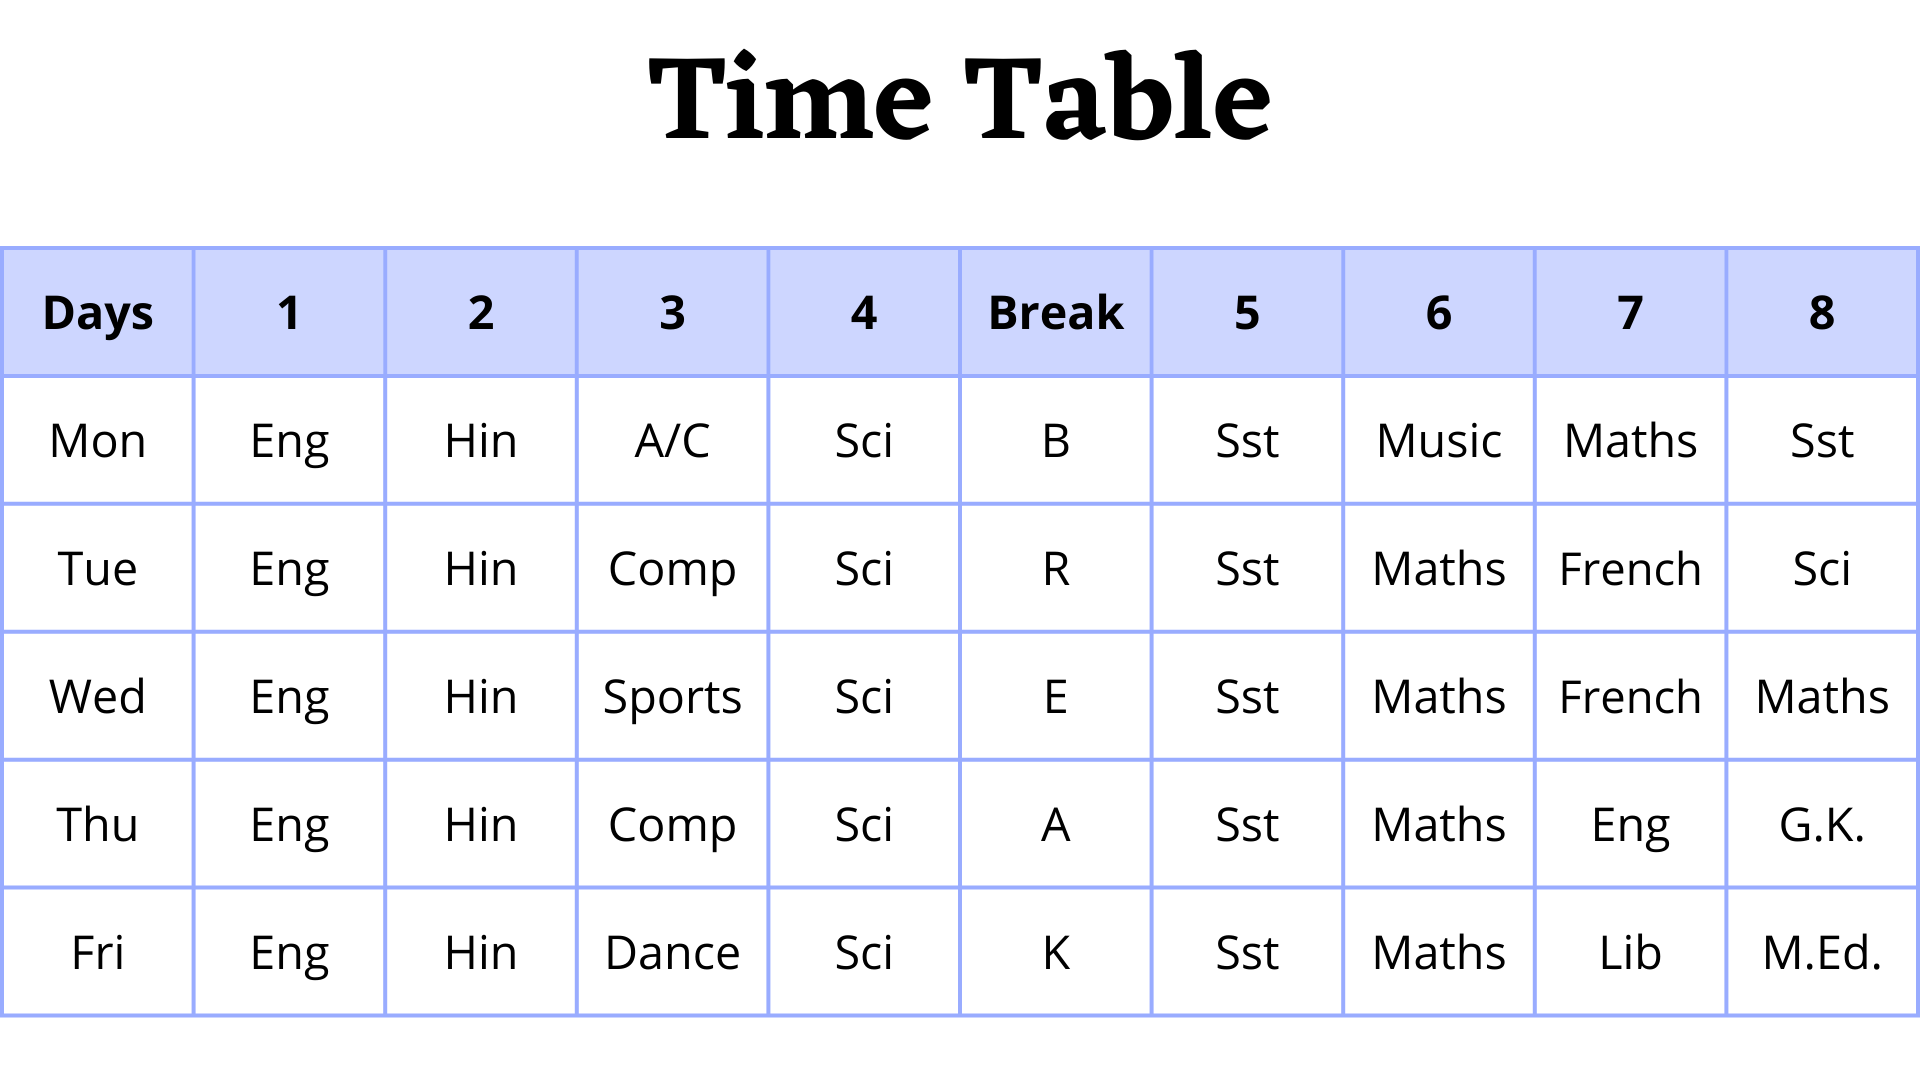 Time Table
Days 1 2 3 4 Break 5 6 7 8
Mon Eng Hin A/C Sci B Sst Music Maths Sst
Tue Eng Hin Comp Sci R Sst Maths French Sci
Wed Eng Hin Sports Sci E Sst Maths French Maths
Thu Eng Hin Comp Sci A Sst Maths Eng G.K.
Fri Eng Hin Dance Sci K Sst Maths Lib M.Ed.